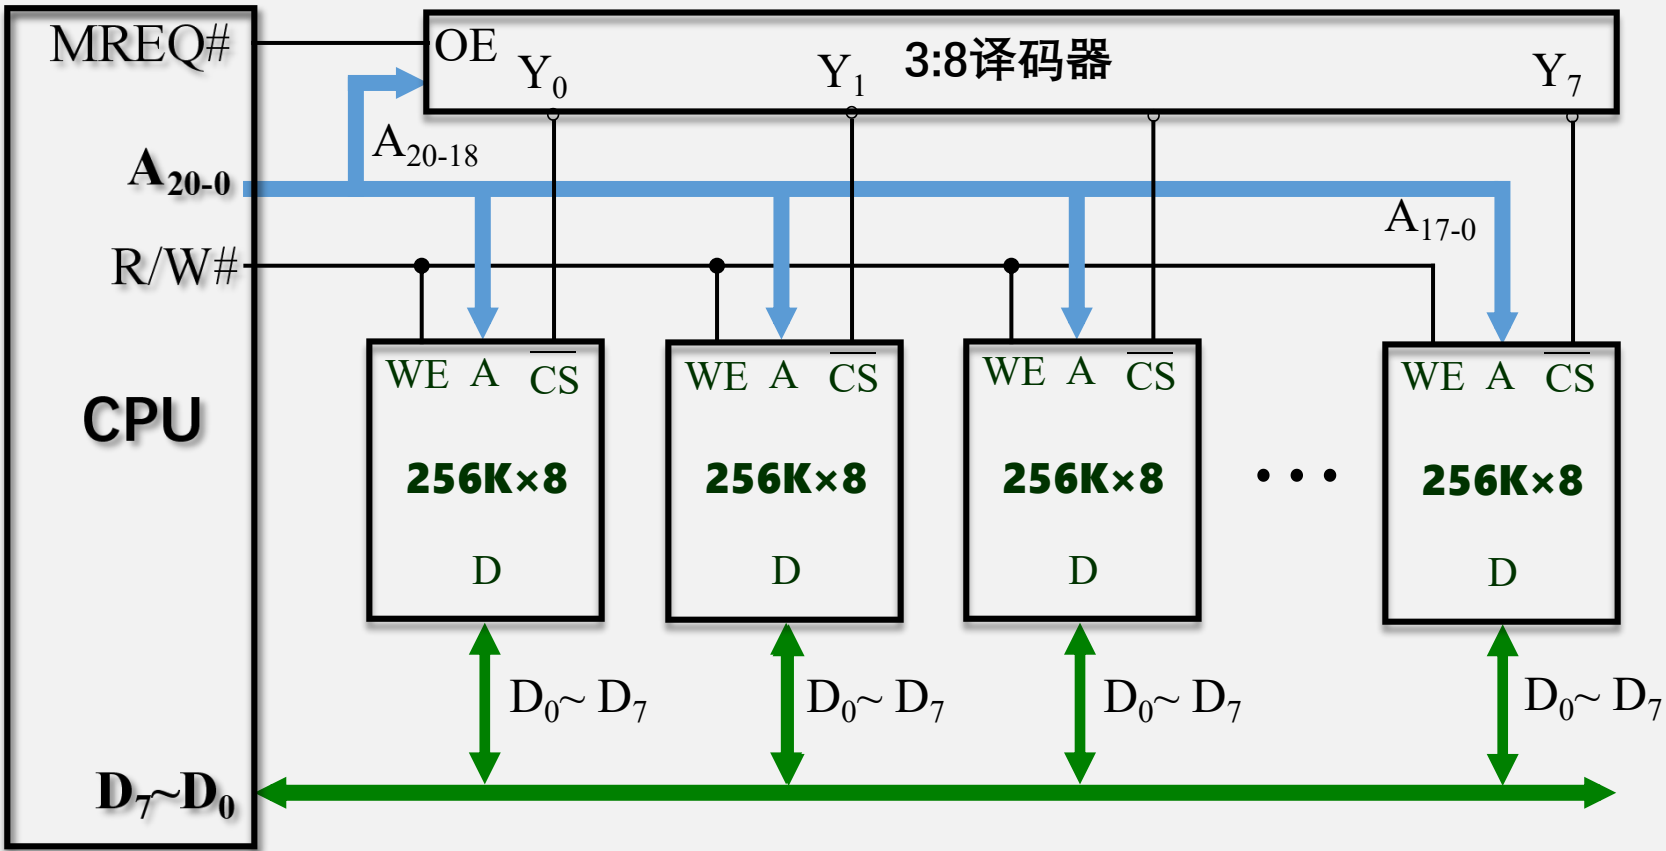 MREQ#
OE
Y0
Y1
3:8译码器
Y7
A20-18
A20-0
A17-0
R/W#
WE A CS
WE A CS
WE A CS
WE A CS
CPU
256K×8
256K×8
256K×8
• • •
256K×8
D
D
D
D
D0~ D7
D0~ D7
D0~ D7
D0~ D7
D7~D0